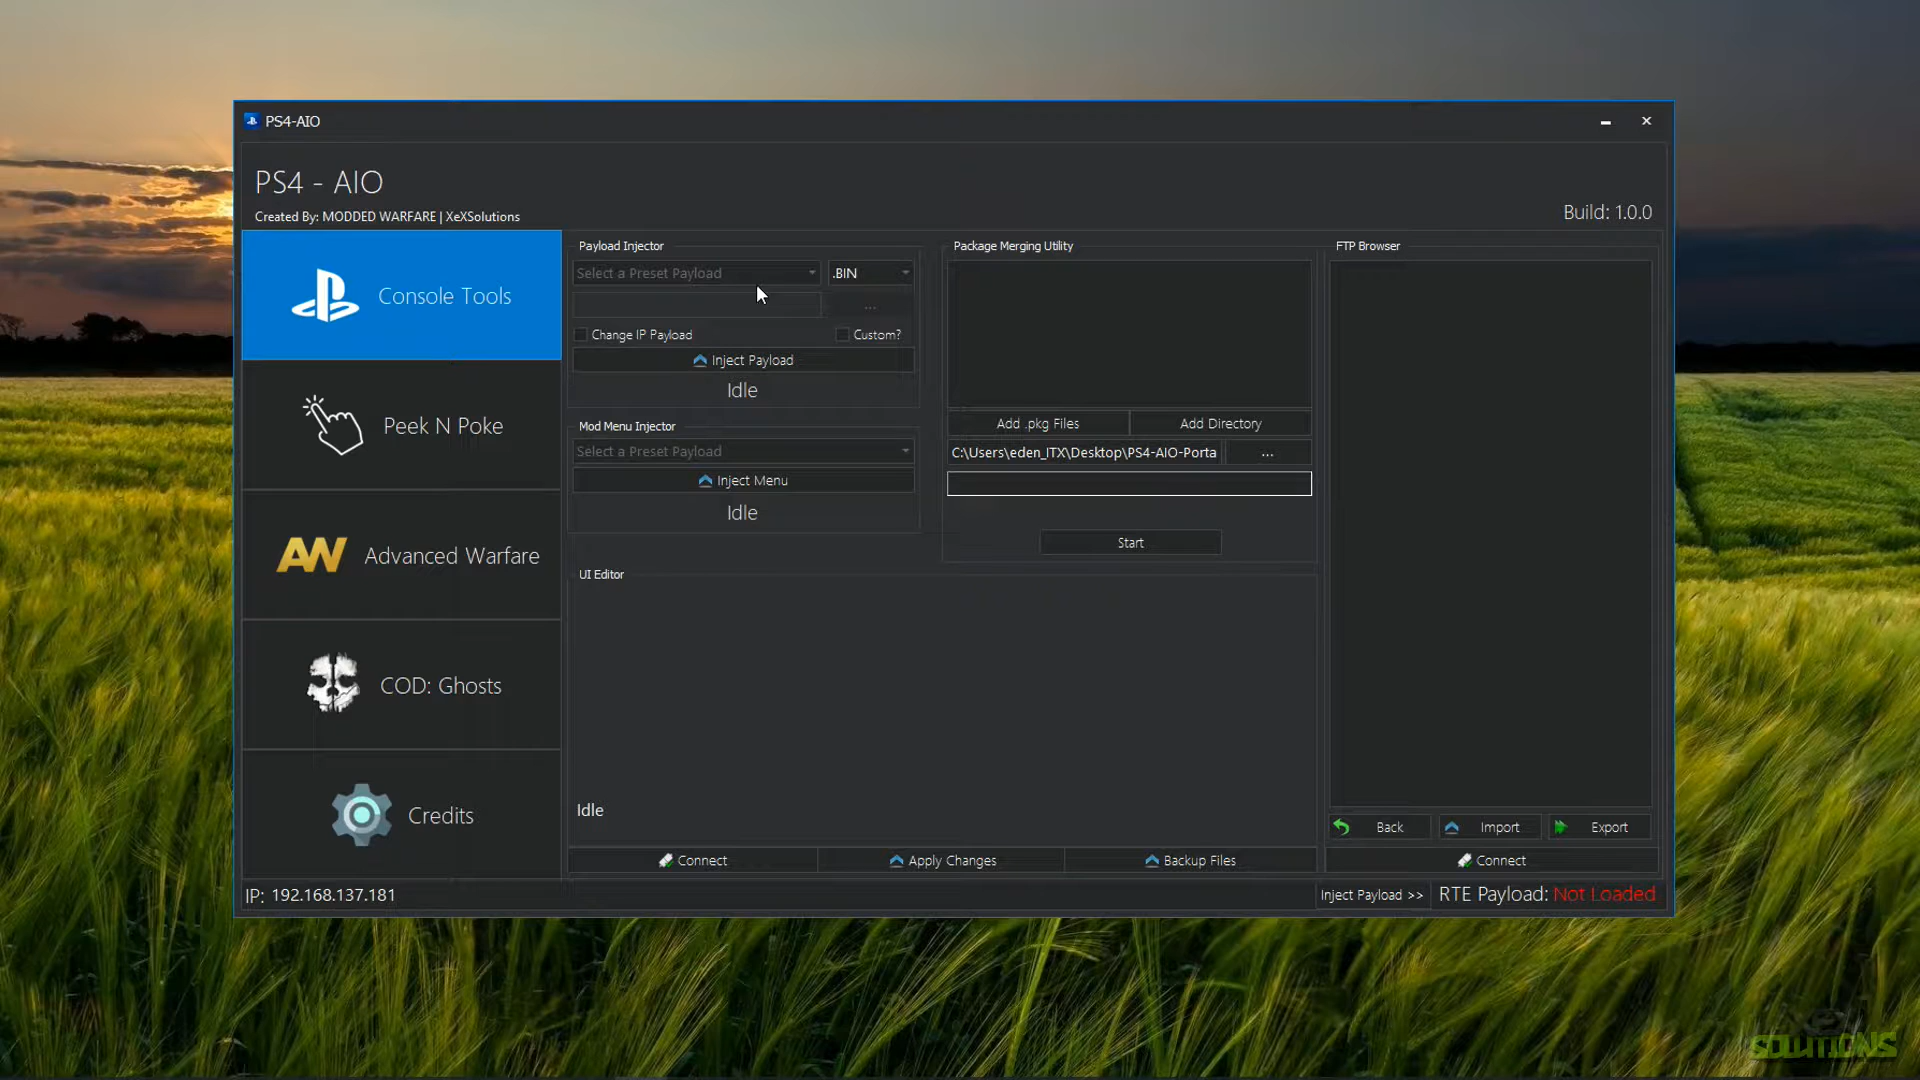 PS4-AIO
PS4 - AIO
Created By: MODDED WARFARE | XeXSolutions
Build: 1.0.0
Console Tools
Peek N Poke
AW Advanced Warfare
COD: Ghosts
Credits
Payload Injector
Select a Preset Payload
.BIN
...
Change IP Payload
Custom?
Inject Payload
Idle
Mod Menu Injector
Select a Preset Payload
Inject Menu
Idle
Package Merging Utility
Add .pkg Files
Add Directory
C:\Users\eden_ITX\Desktop\PS4-AIO-Porta
...
Start
UI Editor
Idle
Connect
Apply Changes
Backup Files
FTP Browser
Back
Import
Export
Connect
IP: 192.168.137.181
Inject Payload >>
RTE Payload: Not Loaded
SOLUTIONS